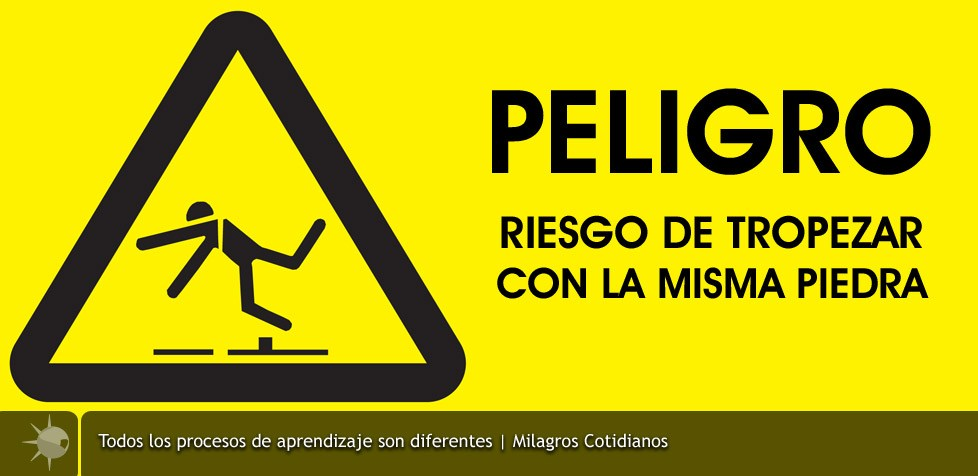 PELIGRO
RIESGO DE TROPEZAR
CON LA MISMA PIEDRA
Todos los procesos de aprendizaje son diferentes | Milagros Cotidianos